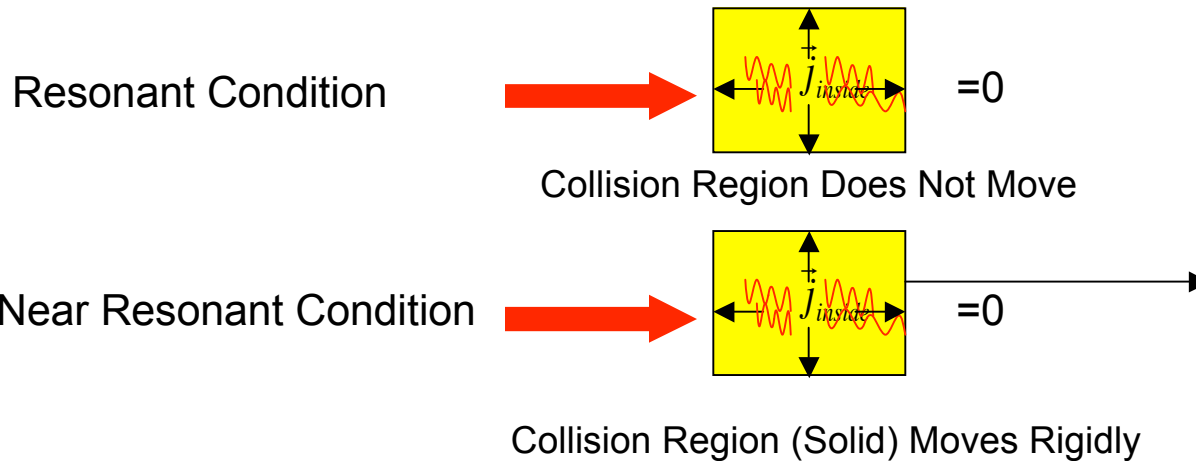 Resonant Condition
j inside =0
Collision Region Does Not Move
Near Resonant Condition
j inside =0
Collision Region (Solid) Moves Rigidly